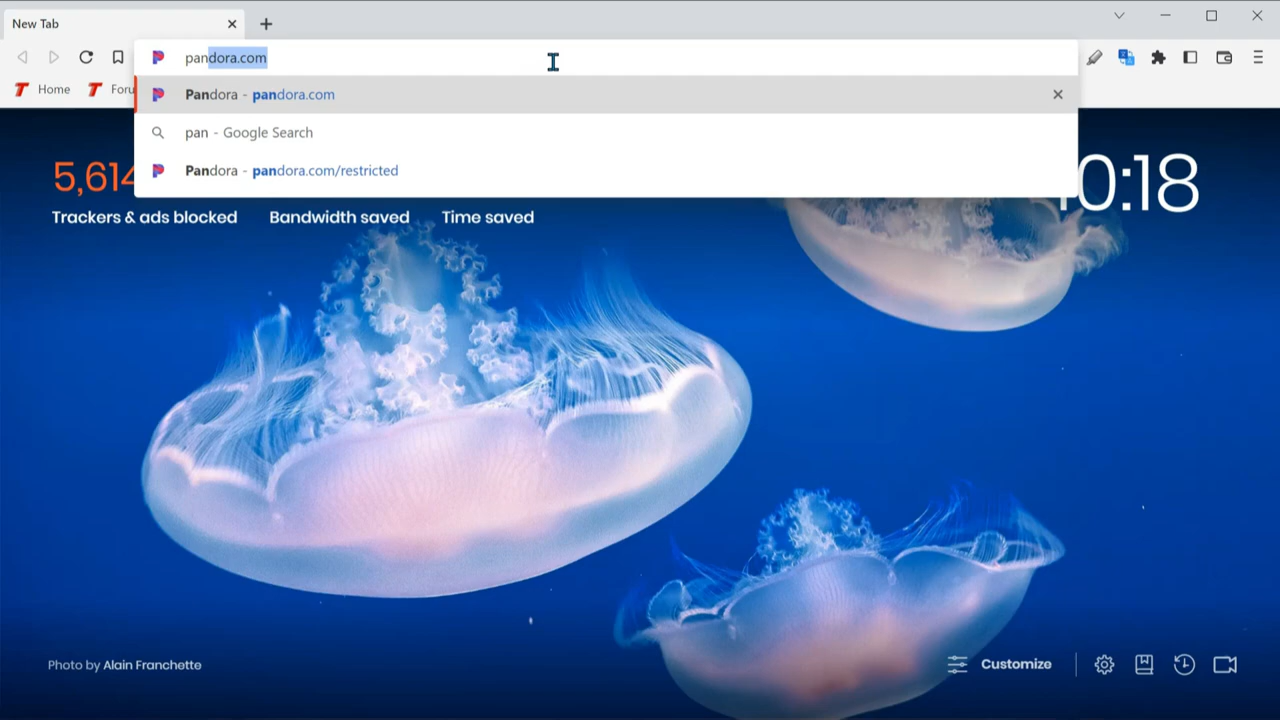 New Tab
pandora.com
Home
Foru
Pandora - pandora.com
pan - Google Search
Pandora - pandora.com/restricted
5,614
0:18
Trackers & ads blocked
Bandwidth saved
Time saved
Photo by Alain Franchette
Customize